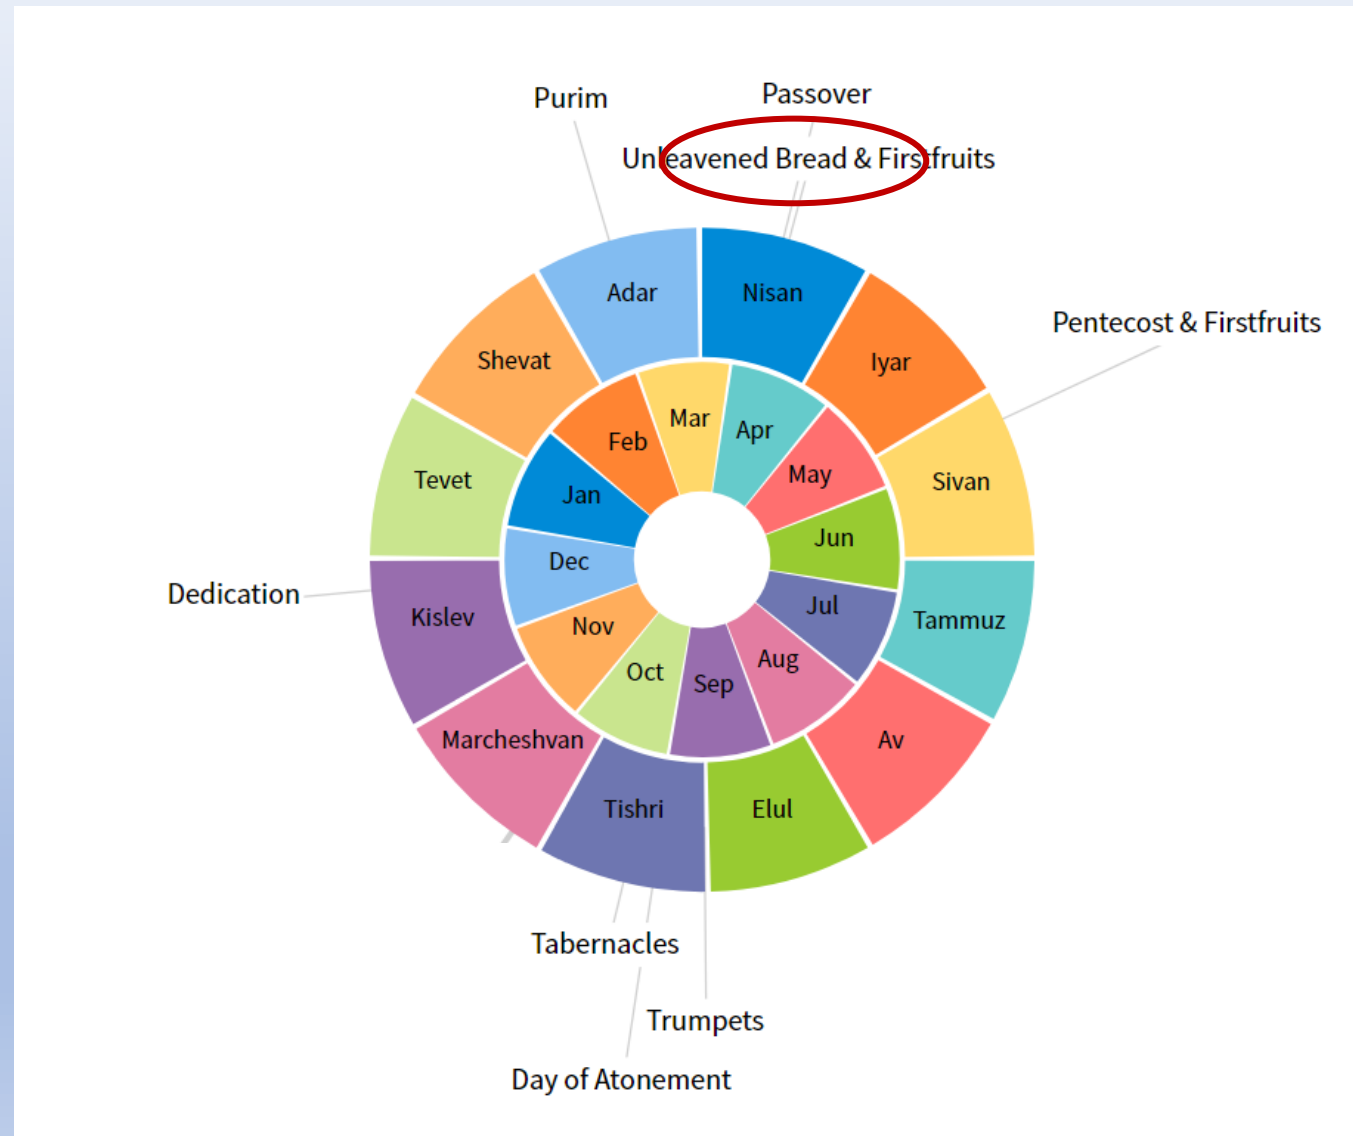 Purim
Passover
Unleavened Bread & Firstfruits
Adar
Nisan
Shevat
Iyar
Pentecost & Firstfruits
Tevet
Sivan
Mar
Apr
Feb
May
Jan
Jun
Dec
Jul
Nov
Aug
Oct
Sep
Dedication
Kislev
Tammuz
Marcheshvan
Av
Tishri
Elul
Tabernacles
Trumpets
Day of Atonement